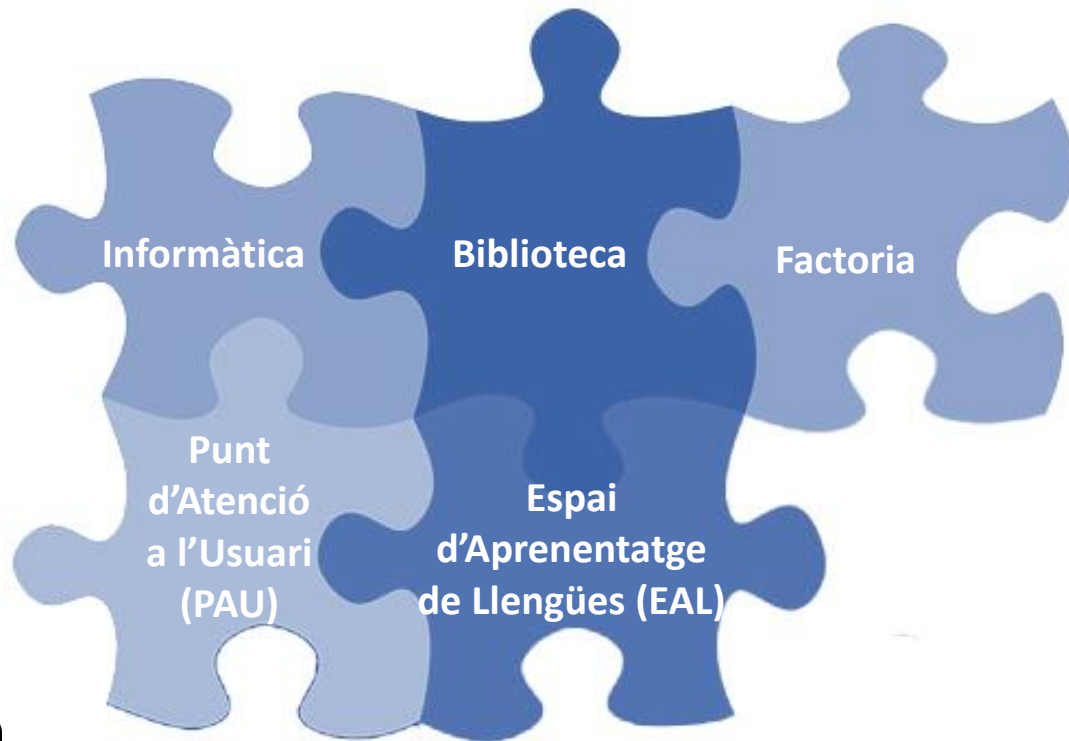 Informàtica
Biblioteca
Factoria
Punt
d’Atenció
a l’Usuari
(PAU)
Espai
d’Aprenentatge
de Llengües (EAL)